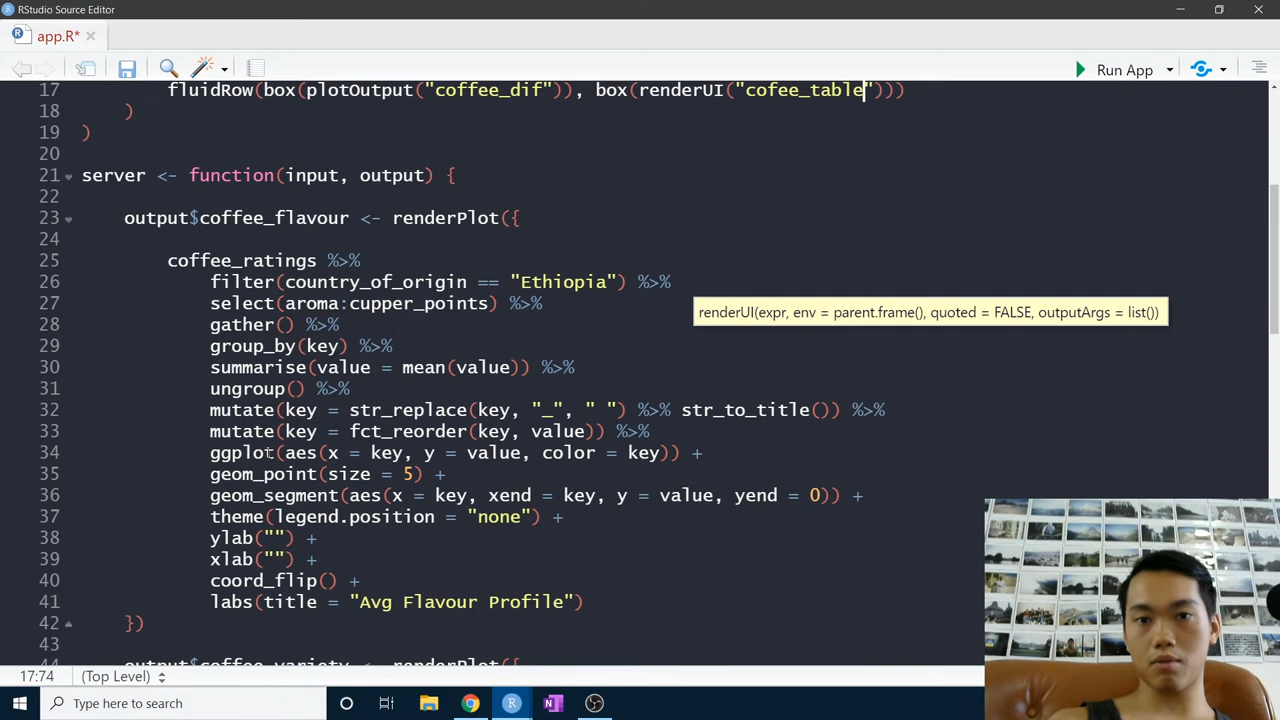 RStudio Source Editor
app.R*
Run App
17 fluidRow(box(plotOutput("coffee_dif")), box(renderUI("cofee_table")))
18 )
19 )
20
21 server <- function(input, output) {
22
23 output$coffee_flavour <- renderPlot({
24
25 coffee_ratings %>%
26 filter(country_of_origin == "Ethiopia") %>%
27 select(aroma:cupper_points) %>%
renderUI(expr, env = parent.frame(), quoted = FALSE, outputArgs = list())
28 gather() %>%
29 group_by(key) %>%
30 summarise(value = mean(value)) %>%
31 ungroup() %>%
32 mutate(key = str_replace(key, "_", " ") %>% str_to_title()) %>%
33 mutate(key = fct_reorder(key, value)) %>%
34 ggplot(aes(x = key, y = value, color = key)) +
35 geom_point(size = 5) +
36 geom_segment(aes(x = key, xend = key, y = value, yend = 0)) +
37 theme(legend.position = "none") +
38 ylab("") +
39 xlab("") +
40 coord_flip() +
41 labs(title = "Avg Flavour Profile")
42 })
43
44 output$coffee_variety <- renderPlot({
17:74 (Top Level)
Type here to search